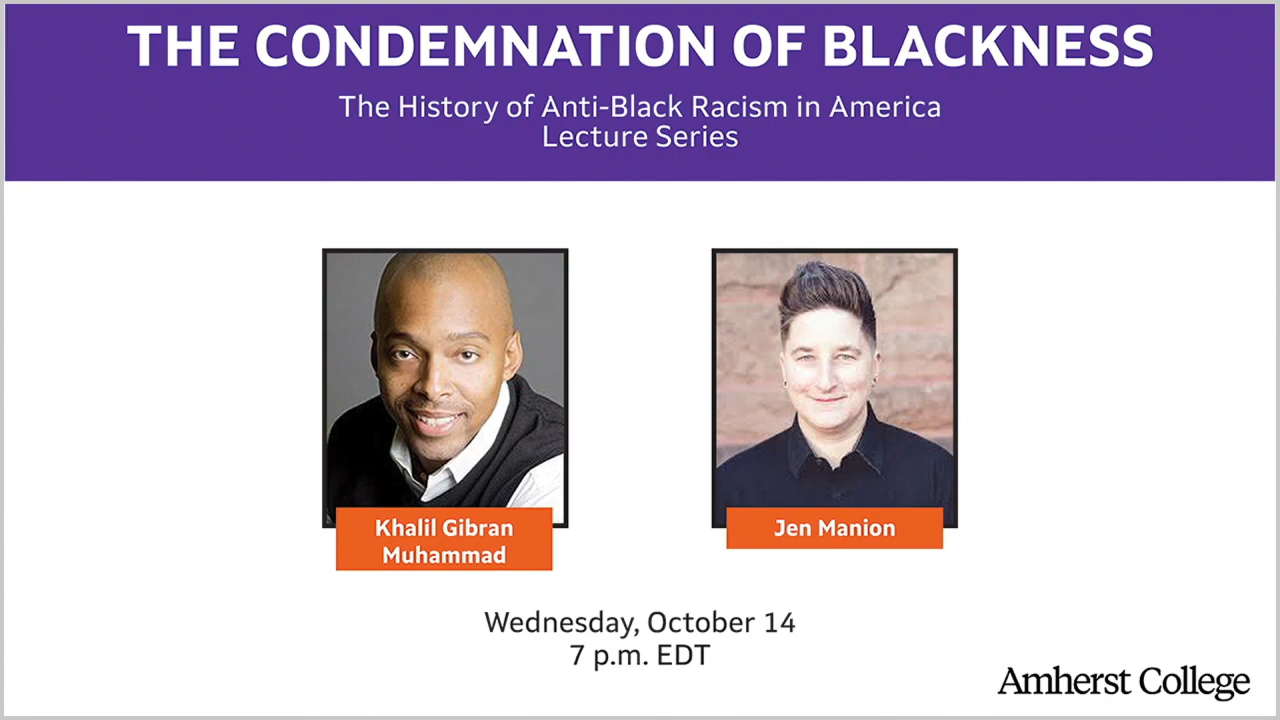 THE CONDEMNATION OF BLACKNESS
The History of Anti-Black Racism in America
Lecture Series
Khalil Gibran
Muhammad
Jen Manion
Wednesday, October 14
7 p.m. EDT
Amherst College